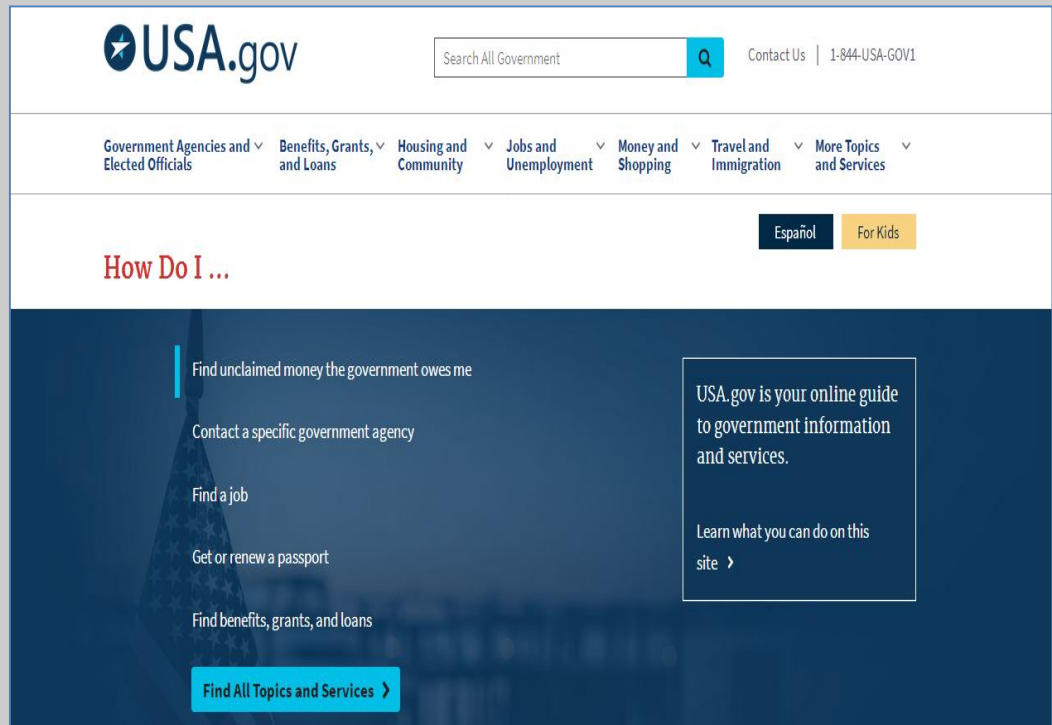 USA.gov
Search All Government
Contact Us | 1-844-USA-GOV1
Government Agencies and
Elected Officials
Benefits, Grants,
and Loans
Housing and
Community
Jobs and
Unemployment
Money and
Shopping
Travel and
Immigration
More Topics
and Services
Español
For Kids
How Do I ...
Find unclaimed money the government owes me
Contact a specific government agency
Find a job
Get or renew a passport
Find benefits, grants, and loans
Find All Topics and Services
USA.gov is your online guide
to government information
and services.
Learn what you can do on this
site